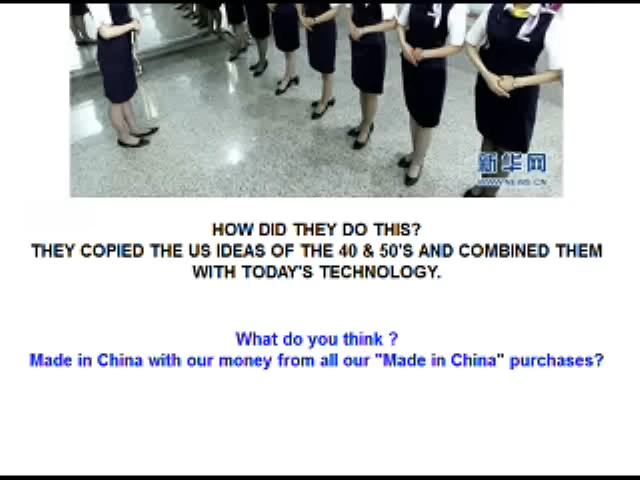 新华网
WWW.NEWS.CN
HOW DID THEY DO THIS?
THEY COPIED THE US IDEAS OF THE 40 & 50'S AND COMBINED THEM
WITH TODAY'S TECHNOLOGY.
What do you think ?
Made in China with our money from all our "Made in China" purchases?